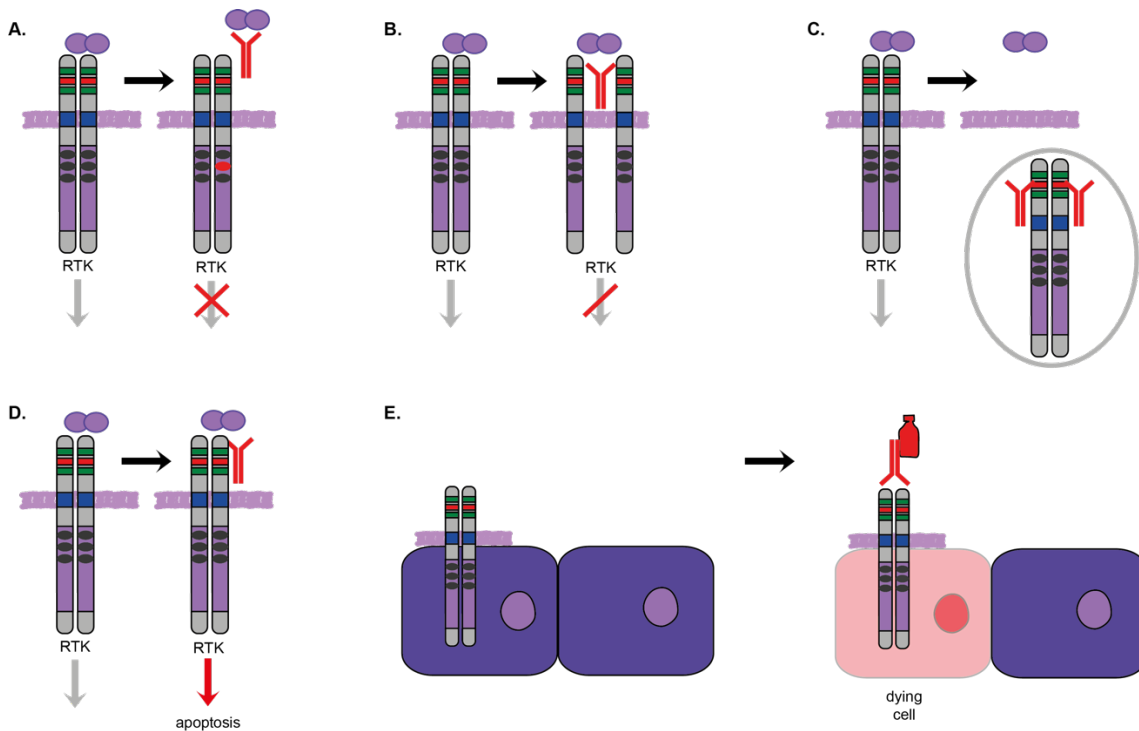 A.
B.
C.
RTK
RTK
RTK
RTK
RTK
D.
E.
RTK
RTK
apoptosis
dying
cell